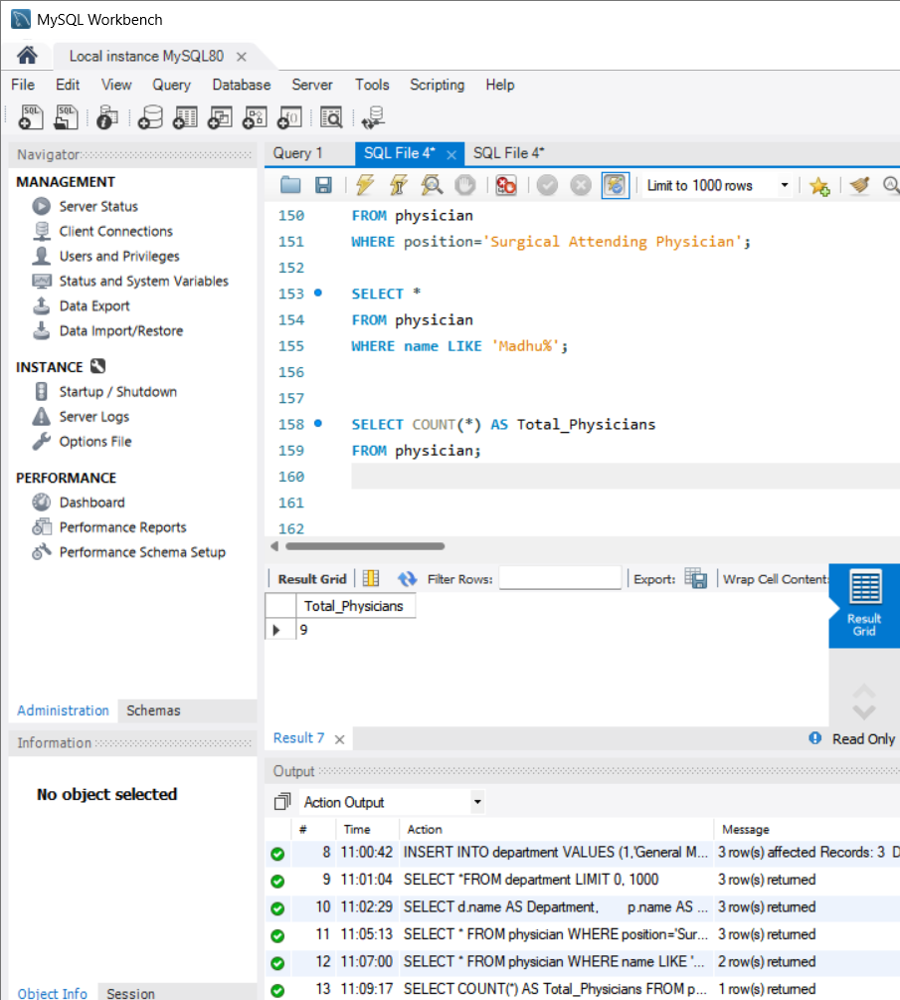 MySQL Workbench
Local instance MySQL80
File Edit View Query Database Server Tools Scripting Help
Navigator
MANAGEMENT
Server Status
Client Connections
Users and Privileges
Status and System Variables
Data Export
Data Import/Restore
INSTANCE
Startup / Shutdown
Server Logs
Options File
PERFORMANCE
Dashboard
Performance Reports
Performance Schema Setup
Administration Schemas
Information
No object selected
Object Info Session
Query 1 SQL File 4* SQL File 4*
Limit to 1000 rows
150 FROM physician
151 WHERE position='Surgical Attending Physician';
152
153 SELECT *
154 FROM physician
155 WHERE name LIKE 'Madhu%';
156
157
158 SELECT COUNT(*) AS Total_Physicians
159 FROM physician;
160
161
162
Result Grid Filter Rows: Export: Wrap Cell Content:
Total_Physicians
9
Result Grid
Result 7 Read Only
Output
Action Output
# Time Action Message
8 11:00:42 INSERT INTO department VALUES (1,'General M... 3 row(s) affected Records: 3 D
9 11:01:04 SELECT *FROM department LIMIT 0, 1000 3 row(s) returned
10 11:02:29 SELECT d.name AS Department, p.name AS ... 3 row(s) returned
11 11:05:13 SELECT * FROM physician WHERE position='Sur... 3 row(s) returned
12 11:07:00 SELECT * FROM physician WHERE name LIKE '... 2 row(s) returned
13 11:09:17 SELECT COUNT(*) AS Total_Physicians FROM p... 1 row(s) returned